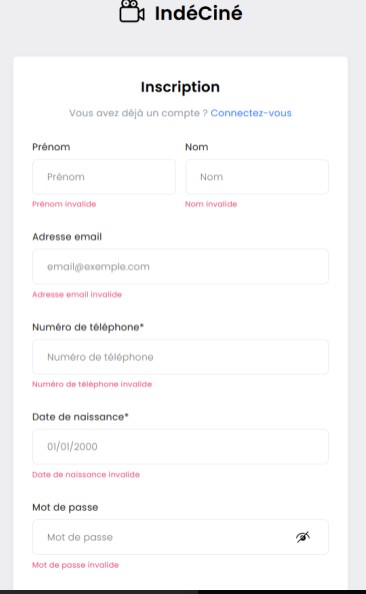 IndéCiné
Inscription
Vous avez déjà un compte ? Connectez-vous
Prénom Nom
Prénom Nom
Prénom invalide Nom invalide
Adresse email
email@exemple.com
Adresse email invalide
Numéro de téléphone*
Numéro de téléphone
Numéro de téléphone invalide
Date de naissance*
01/01/2000
Date de naissance invalide
Mot de passe
Mot de passe
Mot de passe invalide